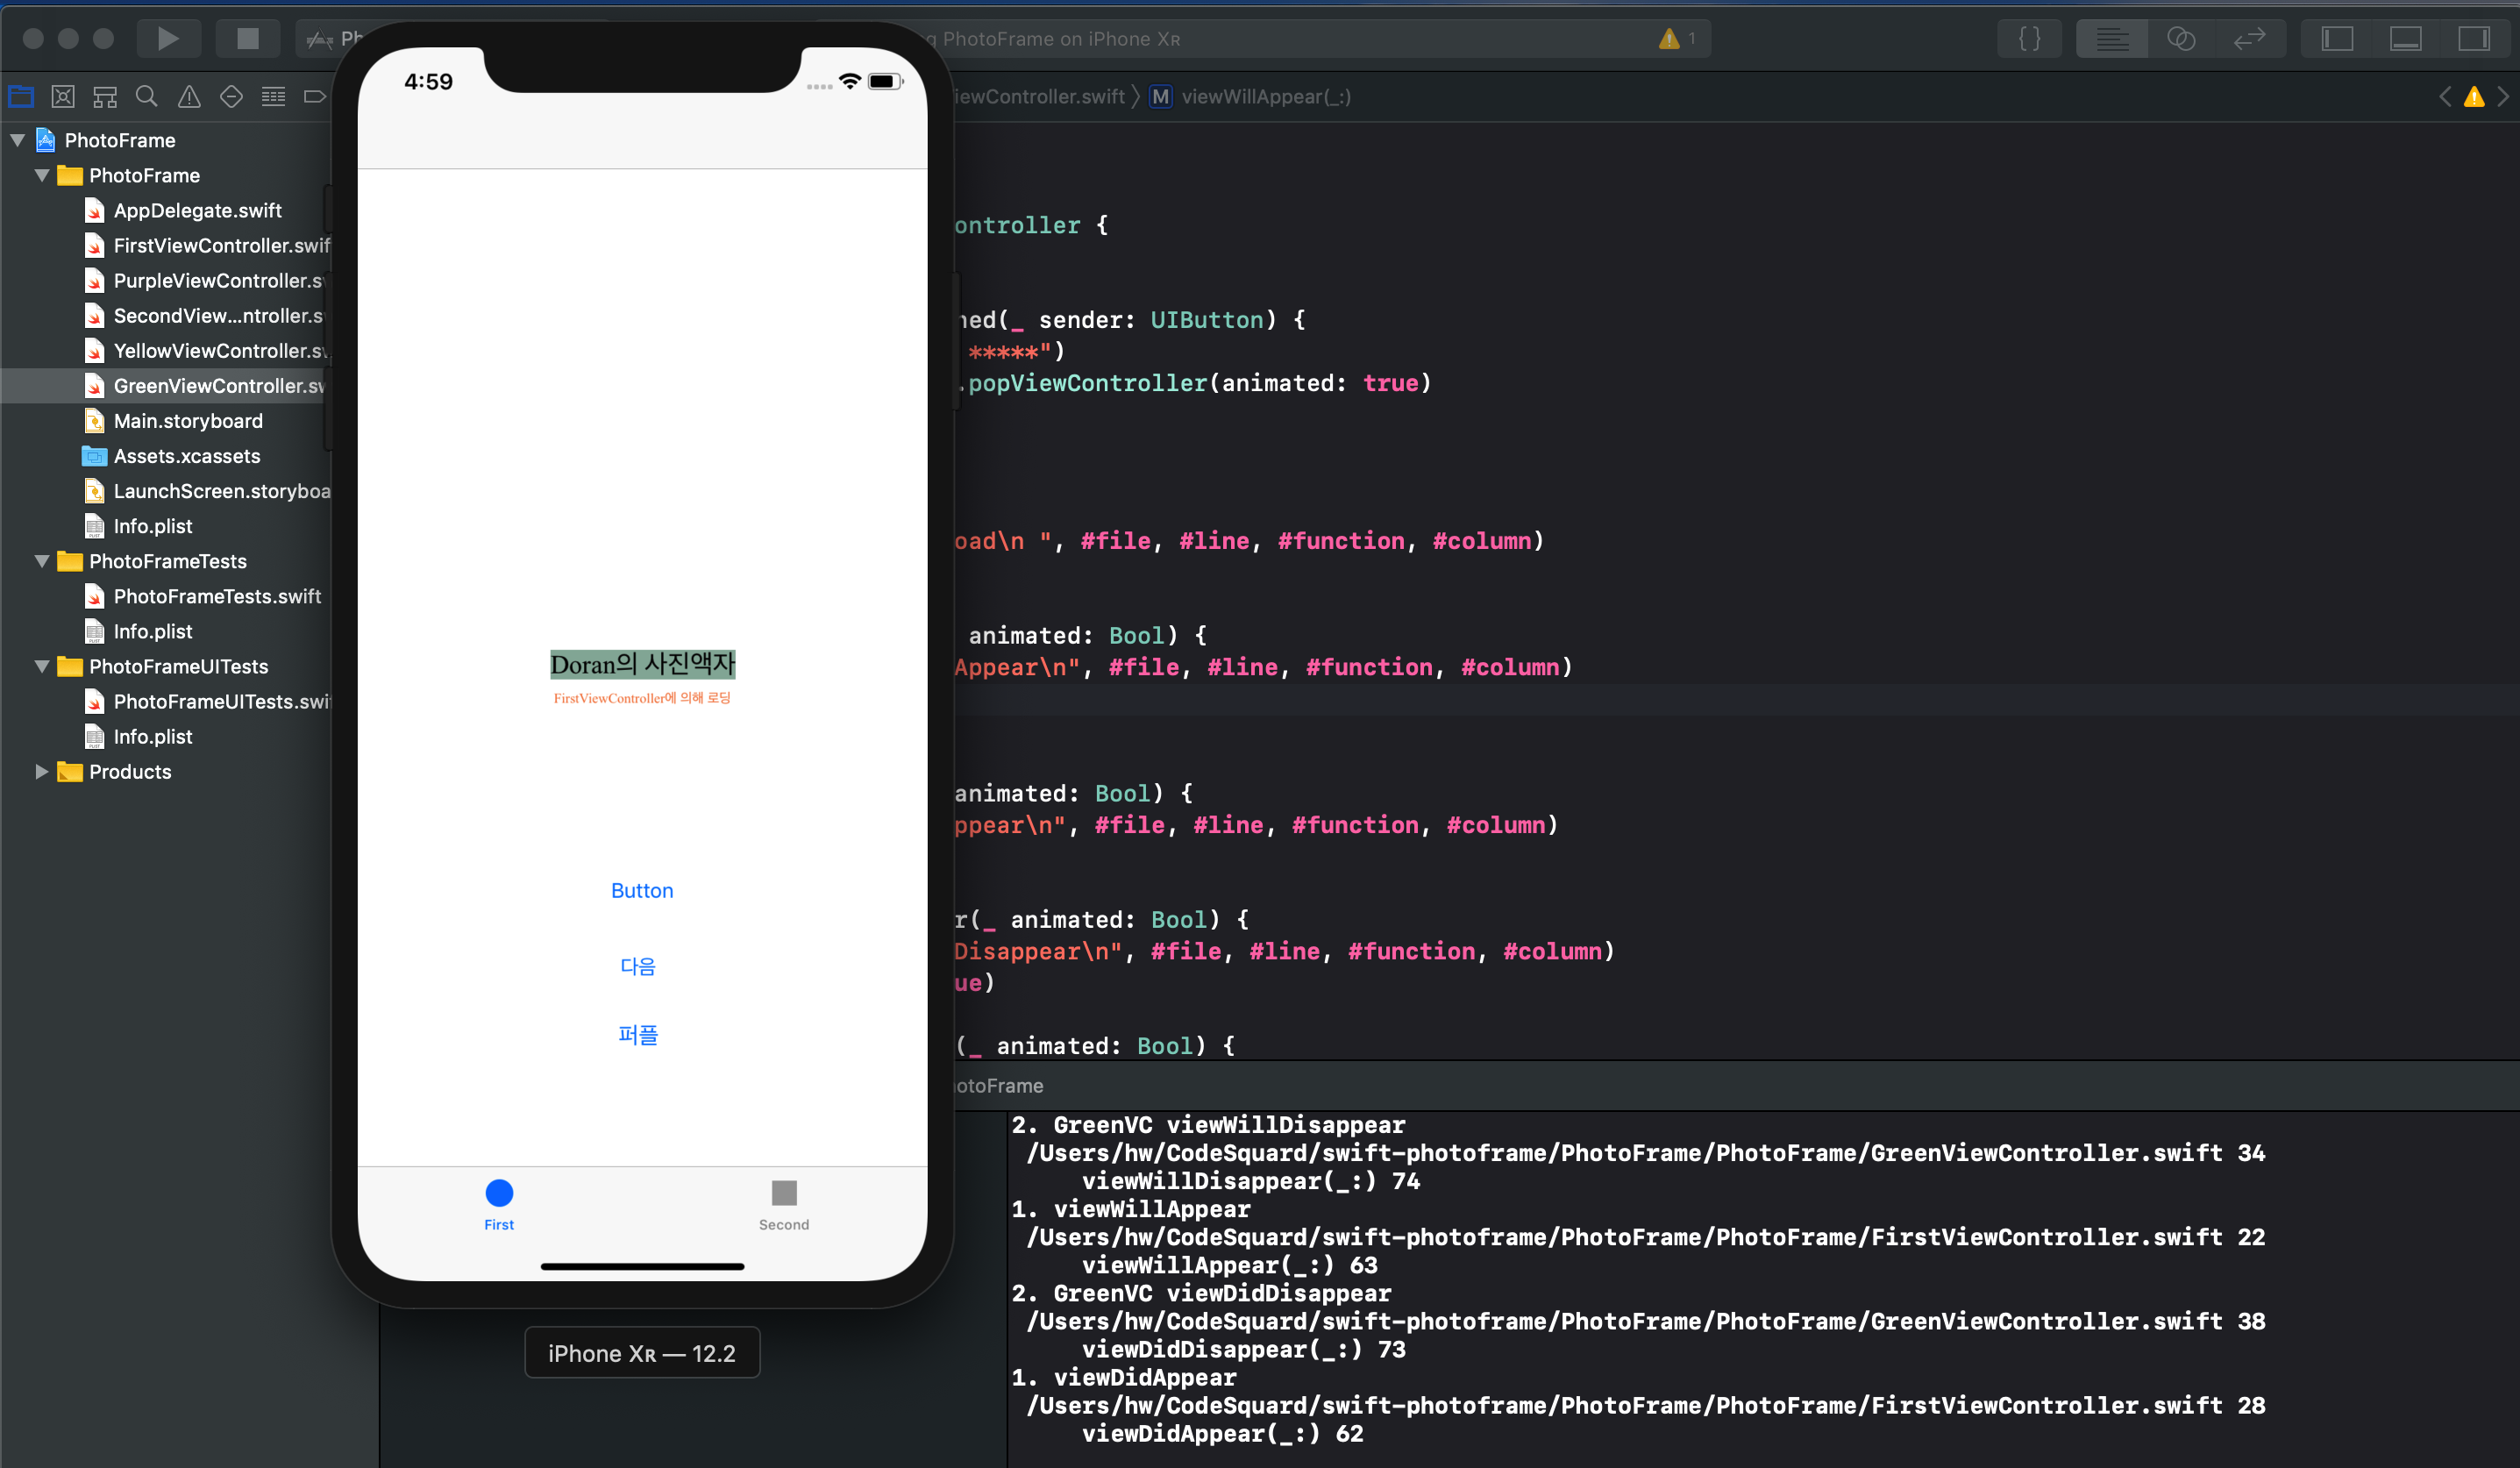 Ph
g PhotoFrame on iPhone XR
1
{ }
iewController.swift
M
viewWillAppear(_:)
PhotoFrame
PhotoFrame
AppDelegate.swift
FirstViewController.swif
PurpleViewController.sv
SecondView...ntroller.s
YellowViewController.s
GreenViewController.sw
Main.storyboard
Assets.xcassets
LaunchScreen.storyboa
Info.plist
PhotoFrameTests
PhotoFrameTests.swift
Info.plist
PhotoFrameUITests
PhotoFrameUITests.swi
Info.plist
Products
4:59
Doran의 사진액자
FirstViewController에 의해 로딩
Button
다음
퍼플
First
Second
iPhone XR — 12.2
ontroller {
ned(_ sender: UIButton) {
*****")
.popViewController(animated: true)
oad\n ", #file, #line, #function, #column)
animated: Bool) {
Appear\n", #file, #line, #function, #column)
animated: Bool) {
ppear\n", #file, #line, #function, #column)
r(_ animated: Bool) {
Disappear\n", #file, #line, #function, #column)
ue)
(_ animated: Bool) {
otoFrame
2. GreenVC viewWillDisappear
/Users/hw/CodeSquard/swift-photoframe/PhotoFrame/PhotoFrame/GreenViewController.swift 34
viewWillDisappear(_:) 74
1. viewWillAppear
/Users/hw/CodeSquard/swift-photoframe/PhotoFrame/PhotoFrame/FirstViewController.swift 22
viewWillAppear(_:) 63
2. GreenVC viewDidDisappear
/Users/hw/CodeSquard/swift-photoframe/PhotoFrame/PhotoFrame/GreenViewController.swift 38
viewDidDisappear(_:) 73
1. viewDidAppear
/Users/hw/CodeSquard/swift-photoframe/PhotoFrame/PhotoFrame/FirstViewController.swift 28
viewDidAppear(_:) 62